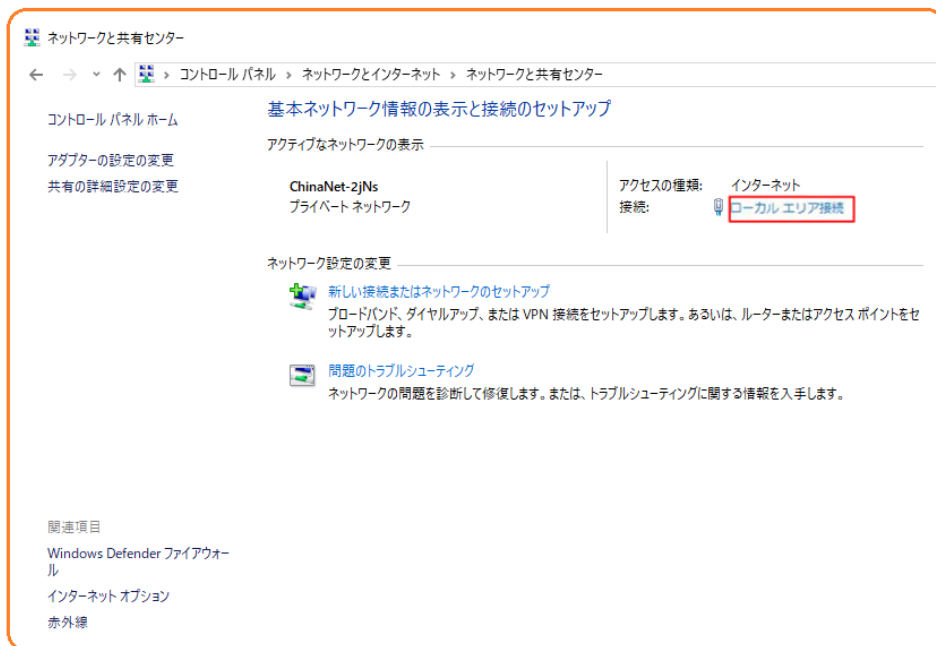 ネットワークと共有センター
コントロール パネル › ネットワークとインターネット › ネットワークと共有センター
コントロール パネル ホーム
アダプターの設定の変更
共有の詳細設定の変更
基本ネットワーク情報の表示と接続のセットアップ
アクティブなネットワークの表示
ChinaNet-2jNs
プライベート ネットワーク
アクセスの種類: インターネット
接続: ローカル エリア接続
ネットワーク設定の変更
新しい接続またはネットワークのセットアップ
ブロードバンド、ダイヤルアップ、または VPN 接続をセットアップします。あるいは、ルーターまたはアクセス ポイントをセ
ットアップします。
問題のトラブルシューティング
ネットワークの問題を診断して修復します。または、トラブルシューティングに関する情報を入手します。
関連項目
Windows Defender ファイアウォー
ル
インターネット オプション
赤外線